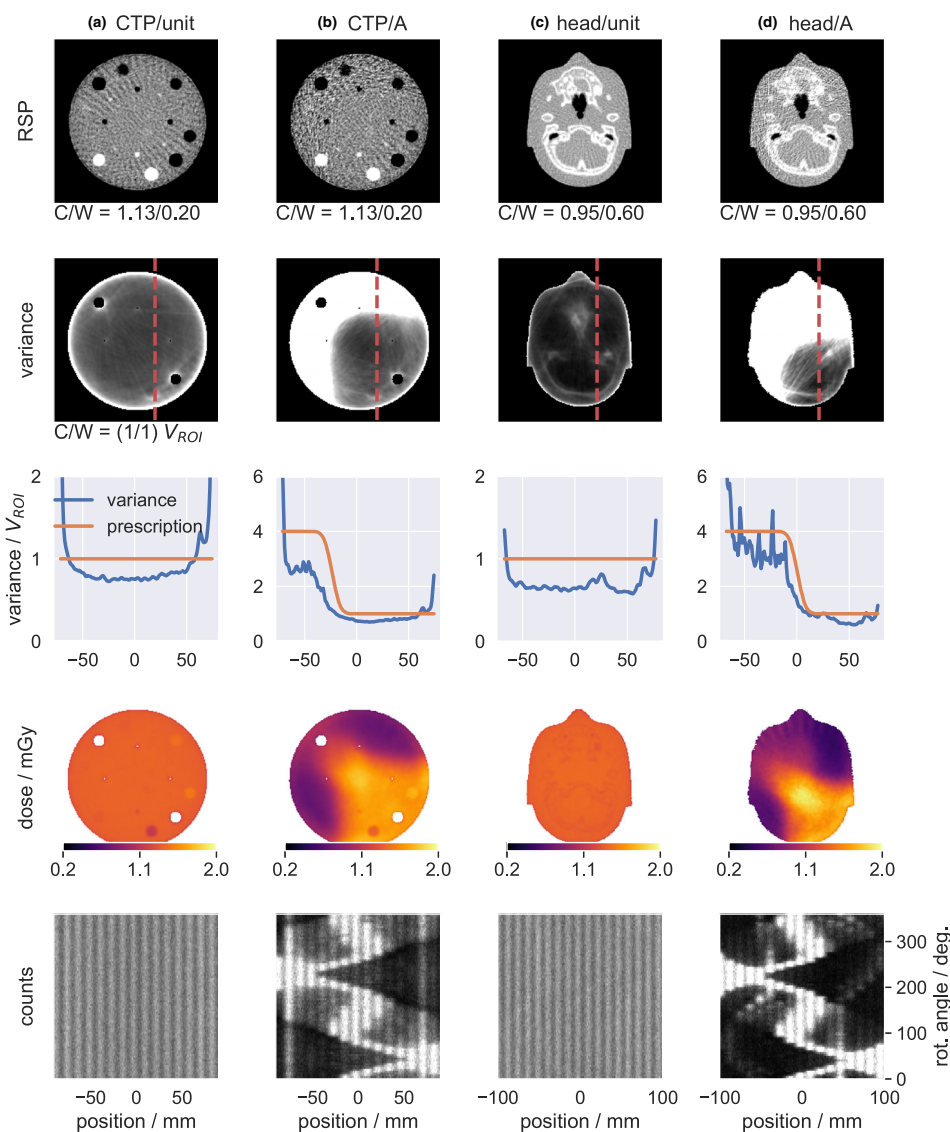 (a) CTP/unit (b) CTP/A (c) head/unit (d) head/A
RSP
C/W = 1.13/0.20 C/W = 1.13/0.20 C/W = 0.95/0.60 C/W = 0.95/0.60
variance
C/W = (1/1) V_ROI
variance / V_ROI
2 6 2 6
variance
prescription
4 4
1 1
2 2
0 0 0 0
−50 0 50 −50 0 50 −50 0 50 −50 0 50
dose / mGy
0.2 1.1 2.0 0.2 1.1 2.0 0.2 1.1 2.0 0.2 1.1 2.0
counts
300
200
100
0
rot. angle / deg.
−50 0 50 −50 0 50 −100 0 100 −100 0 100
position / mm position / mm position / mm position / mm